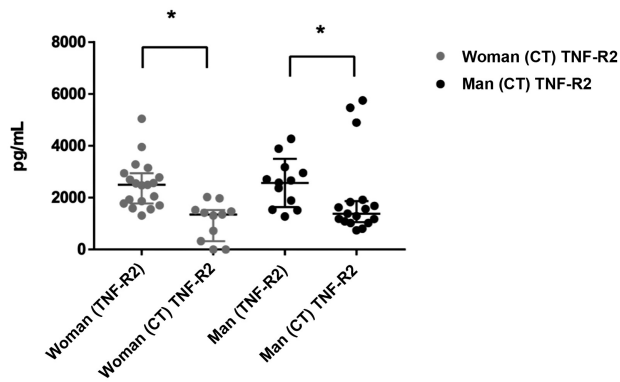 *
*
8000
6000
4000
2000
0
pg/mL
Woman (CT) TNF-R2
Man (CT) TNF-R2
Woman (TNF-R2)
Woman (CT) TNF-R2
Man (TNF-R2)
Man (CT) TNF-R2